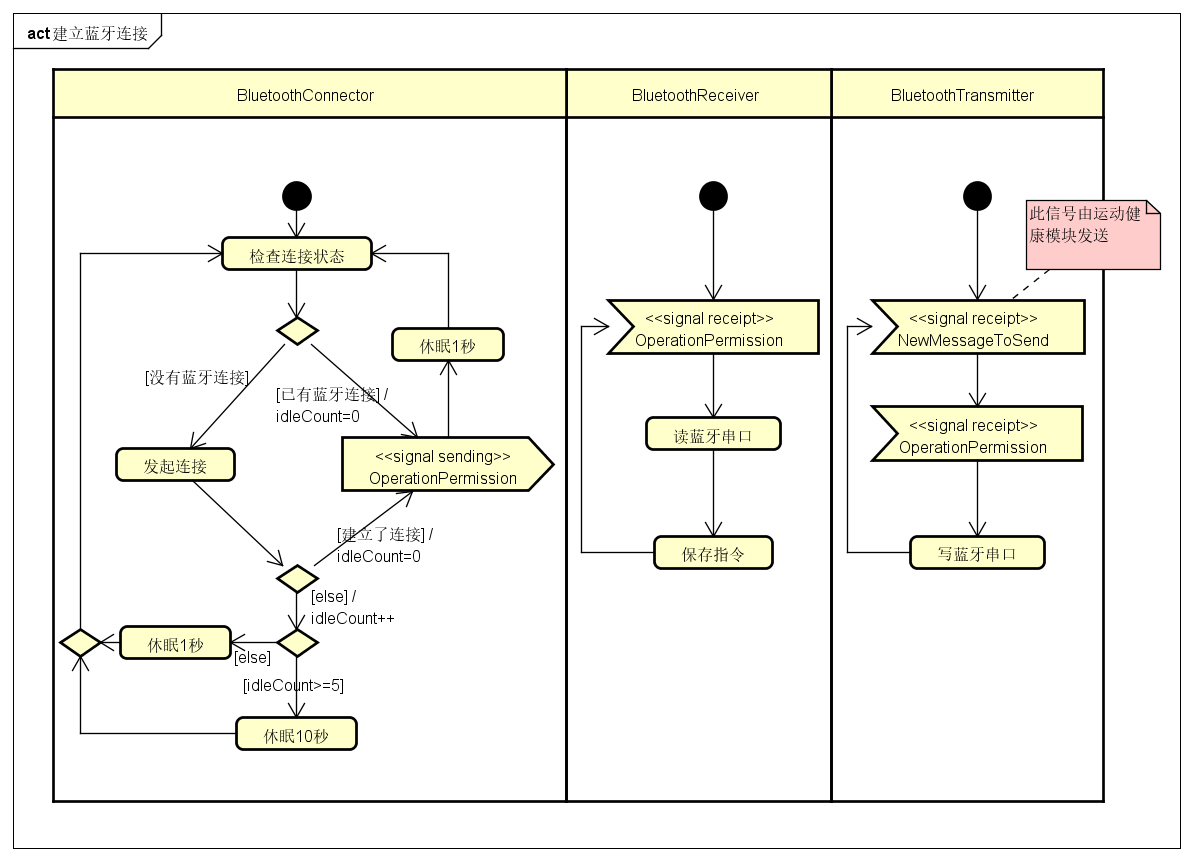 act 建立蓝牙连接
BluetoothConnector
BluetoothReceiver
BluetoothTransmitter
此信号由运动健
康模块发送
检查连接状态
休眠1秒
[没有蓝牙连接]
[已有蓝牙连接] /
idleCount=0
发起连接
<<signal sending>>
OperationPermission
[建立了连接] /
idleCount=0
[else] /
idleCount++
休眠1秒
[else]
[idleCount>=5]
休眠10秒
<<signal receipt>>
OperationPermission
读蓝牙串口
保存指令
<<signal receipt>>
NewMessageToSend
<<signal receipt>>
OperationPermission
写蓝牙串口